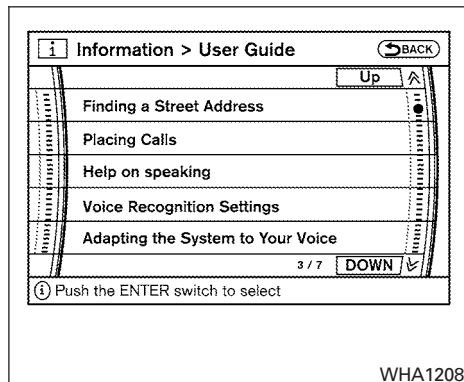 i Information > User Guide BACK
Up
Finding a Street Address
Placing Calls
Help on speaking
Voice Recognition Settings
Adapting the System to Your Voice
3 / 7 DOWN
i Push the ENTER switch to select
WHA1208